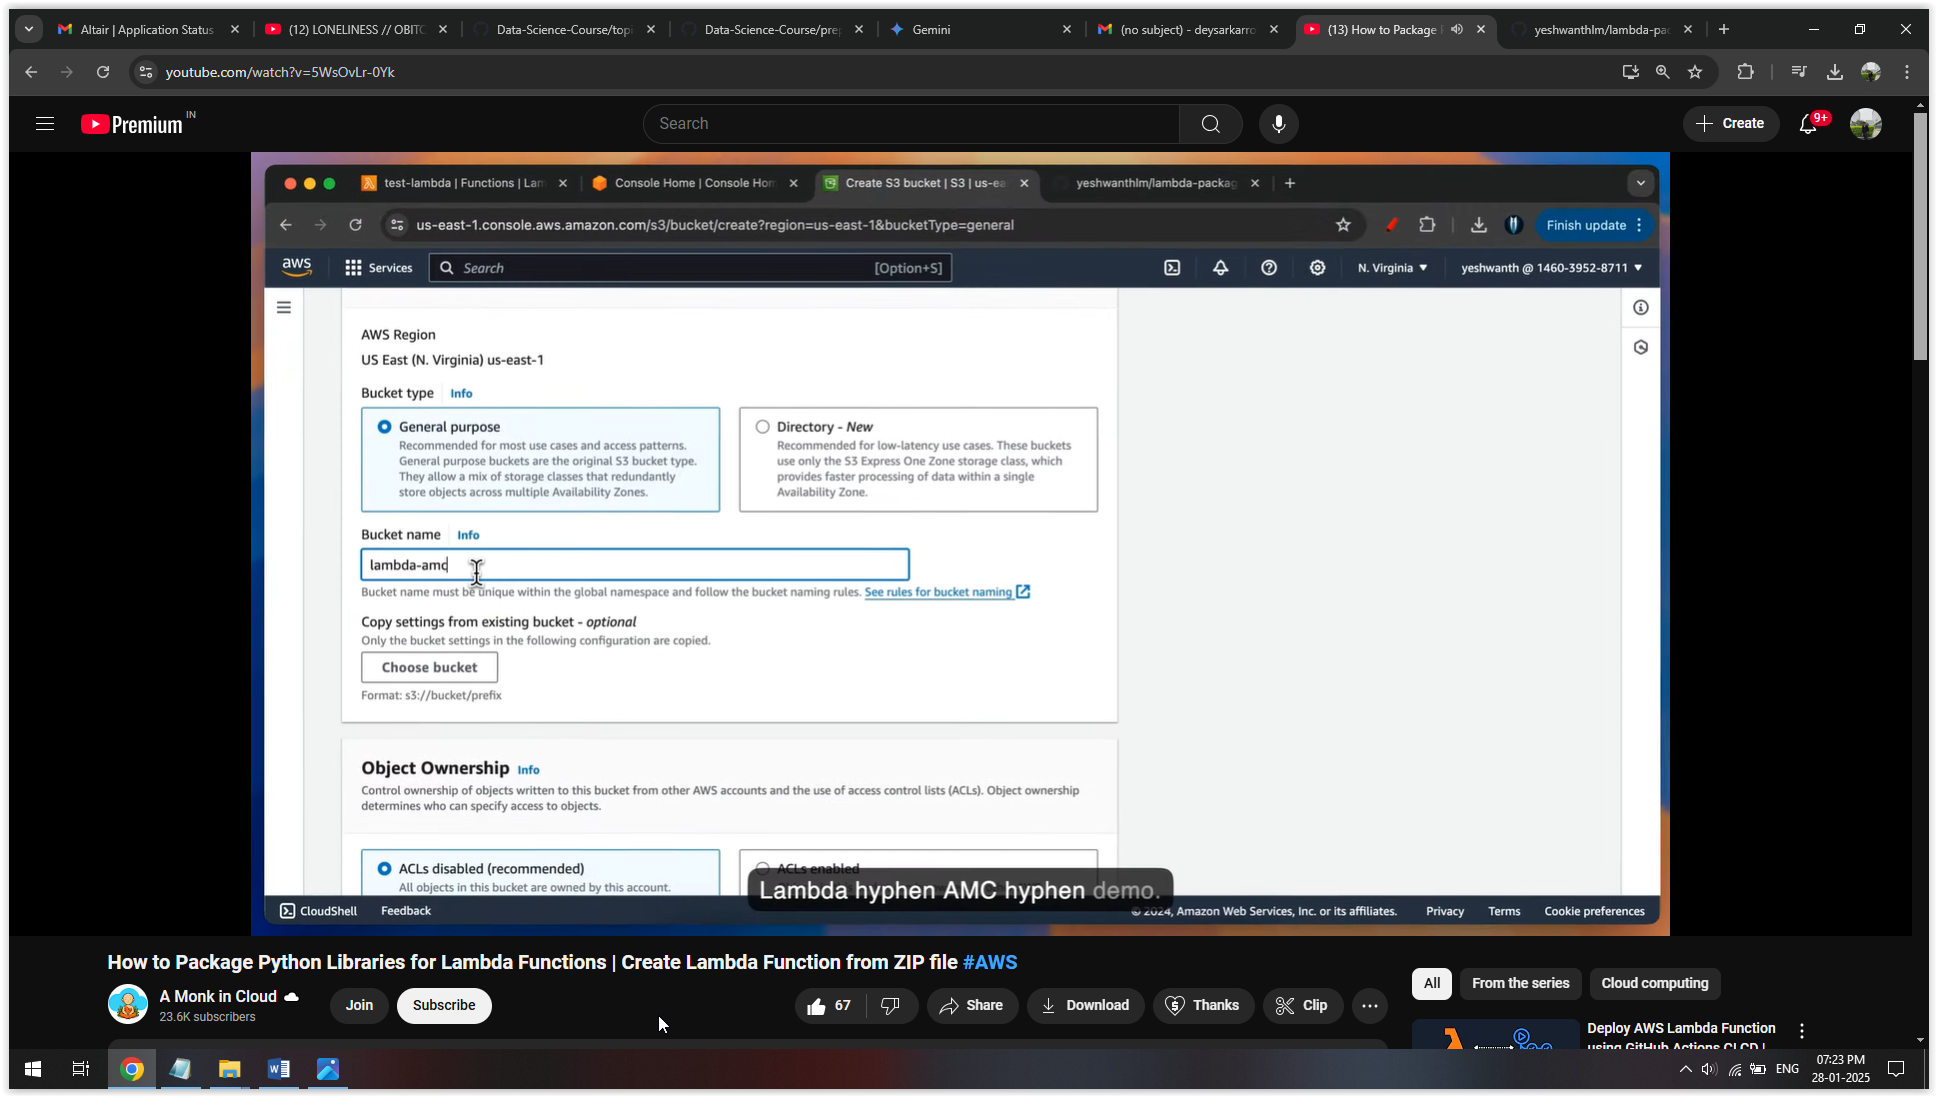 Altair | Application Status
(12) LONELINESS // OBITO
Data-Science-Course/topi
Data-Science-Course/prep
Gemini
(no subject) - deysarkarro
(13) How to Package
yeshwanthlm/lambda-pac
youtube.com/watch?v=5WsOvLr-0Yk
Premium IN
Search
Create
9+
test-lambda | Functions | Lam
Console Home | Console Hom
Create S3 bucket | S3 | us-ea
yeshwanthlm/lambda-packag
us-east-1.console.aws.amazon.com/s3/bucket/create?region=us-east-1&bucketType=general
Finish update
aws
Services
Search
[Option+S]
N. Virginia
yeshwanth @ 1460-3952-8711
AWS Region
US East (N. Virginia) us-east-1
Bucket type Info
General purpose
Recommended for most use cases and access patterns.
General purpose buckets are the original S3 bucket type.
They allow a mix of storage classes that redundantly
store objects across multiple Availability Zones.
Directory - New
Recommended for low-latency use cases. These buckets
use only the S3 Express One Zone storage class, which
provides faster processing of data within a single
Availability Zone.
Bucket name Info
lambda-amc
Bucket name must be unique within the global namespace and follow the bucket naming rules. See rules for bucket naming
Copy settings from existing bucket - optional
Only the bucket settings in the following configuration are copied.
Choose bucket
Format: s3://bucket/prefix
Object Ownership Info
Control ownership of objects written to this bucket from other AWS accounts and the use of access control lists (ACLs). Object ownership
determines who can specify access to objects.
ACLs disabled (recommended)
All objects in this bucket are owned by this account.
ACLs enabled
Lambda hyphen AMC hyphen demo.
CloudShell
Feedback
© 2024, Amazon Web Services, Inc. or its affiliates.
Privacy
Terms
Cookie preferences
How to Package Python Libraries for Lambda Functions | Create Lambda Function from ZIP file #AWS
A Monk in Cloud
23.6K subscribers
Join
Subscribe
67
Share
Download
Thanks
Clip
All
From the series
Cloud computing
Deploy AWS Lambda Function
using GitHub Actions CI CD |
ENG
07:23 PM
28-01-2025